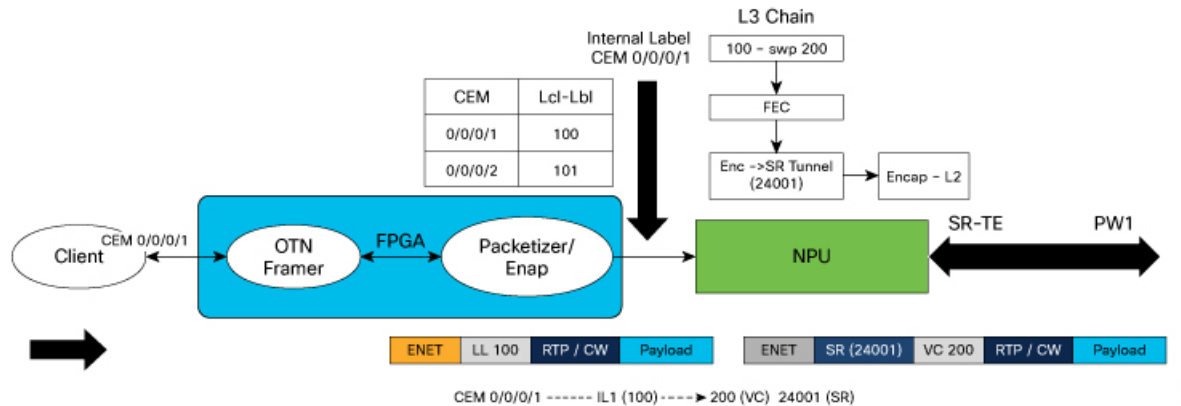 L3 Chain
Internal Label
CEM 0/0/0/1
100 – swp 200
FEC
Enc ->SR Tunnel
(24001)
Encap – L2
CEM Lcl-Lbl
0/0/0/1 100
0/0/0/2 101
Client
CEM 0/0/0/1
OTN
Framer
FPGA
Packetizer/
Enap
NPU
SR-TE
PW1
ENET LL 100 RTP / CW Payload
ENET SR (24001) VC 200 RTP / CW Payload
CEM 0/0/0/1 ------ IL1 (100) ----► 200 (VC) 24001 (SR)